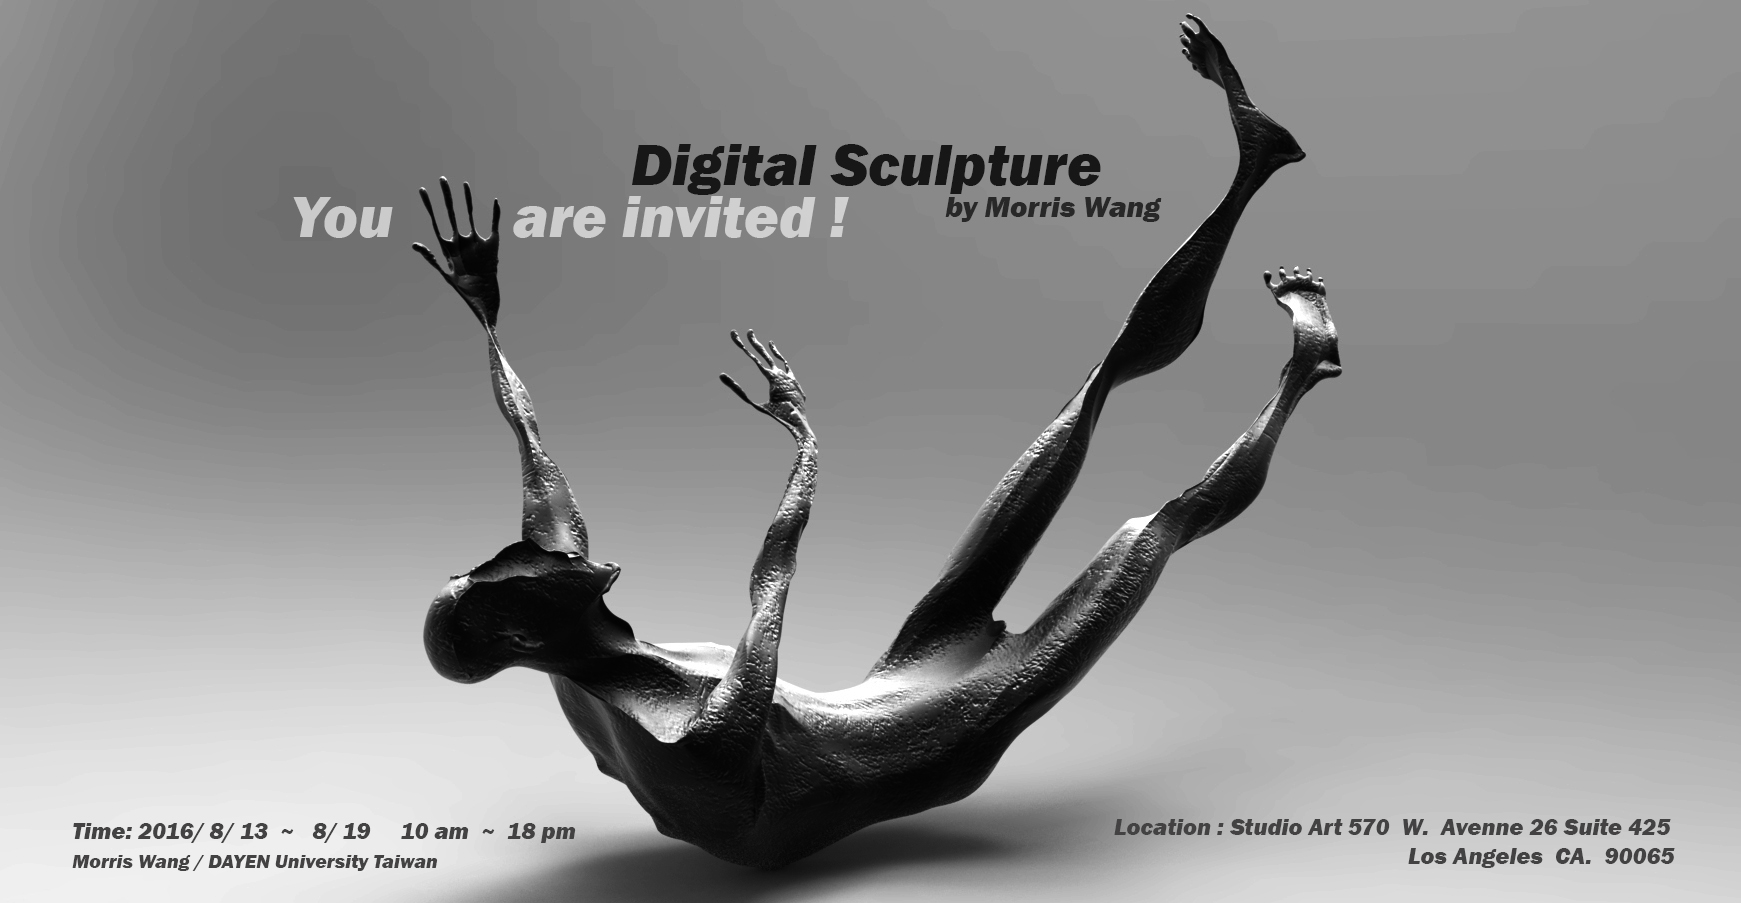 Digital Sculpture
You are invited !
by Morris Wang
Time: 2016/ 8/ 13 ~ 8/ 19 10 am ~ 18 pm
Morris Wang / DAYEN University Taiwan
Location : Studio Art 570 W. Avenne 26 Suite 425
Los Angeles CA. 90065